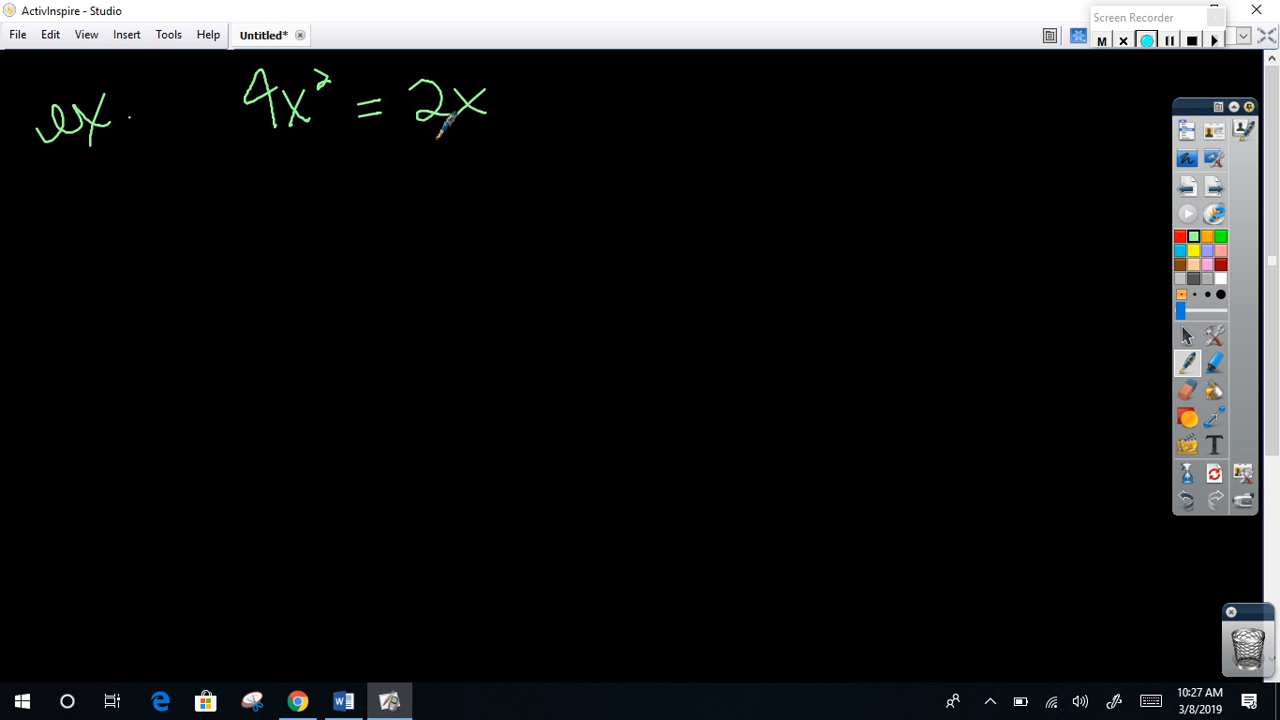 ActivInspire - Studio
Screen Recorder
File Edit View Insert Tools Help Untitled*
M
ex. 4x² = 2x
T
10:27 AM
3/8/2019